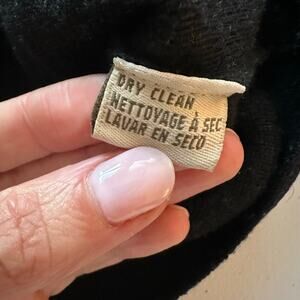 DRY CLEAN
NETTOYAGE À SEC
LAVAR EN SECO